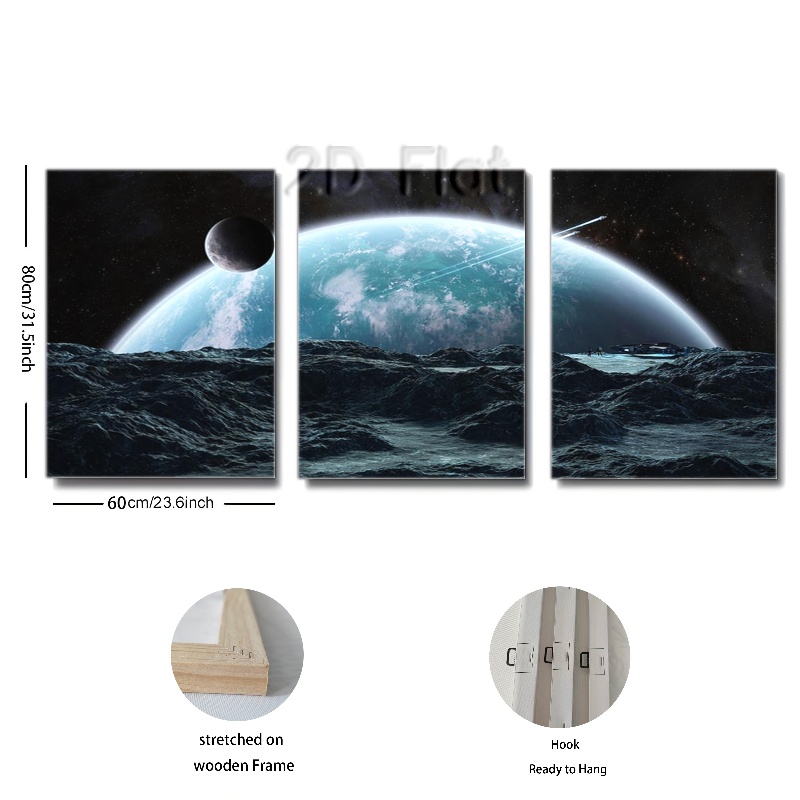 2D Flat
80cm/31.5inch
60cm/23.6inch
stretched on
wooden Frame
Hook
Ready to Hang